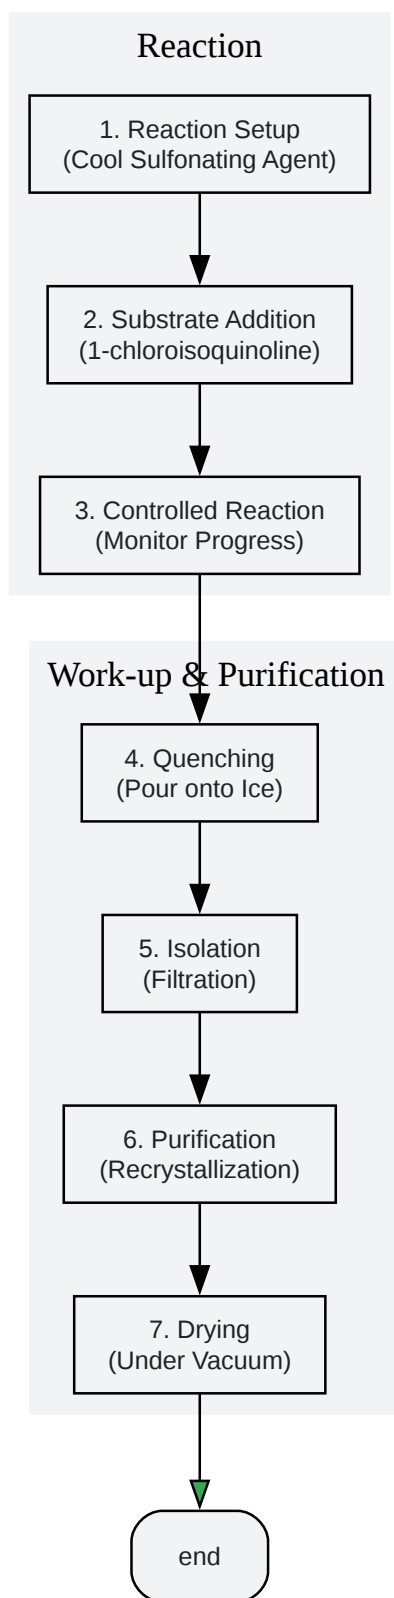 Reaction
1. Reaction Setup
(Cool Sulfonating Agent)
2. Substrate Addition
(1-chloroisoquinoline)
3. Controlled Reaction
(Monitor Progress)
Work-up & Purification
4. Quenching
(Pour onto Ice)
5. Isolation
(Filtration)
6. Purification
(Recrystallization)
7. Drying
(Under Vacuum)
end